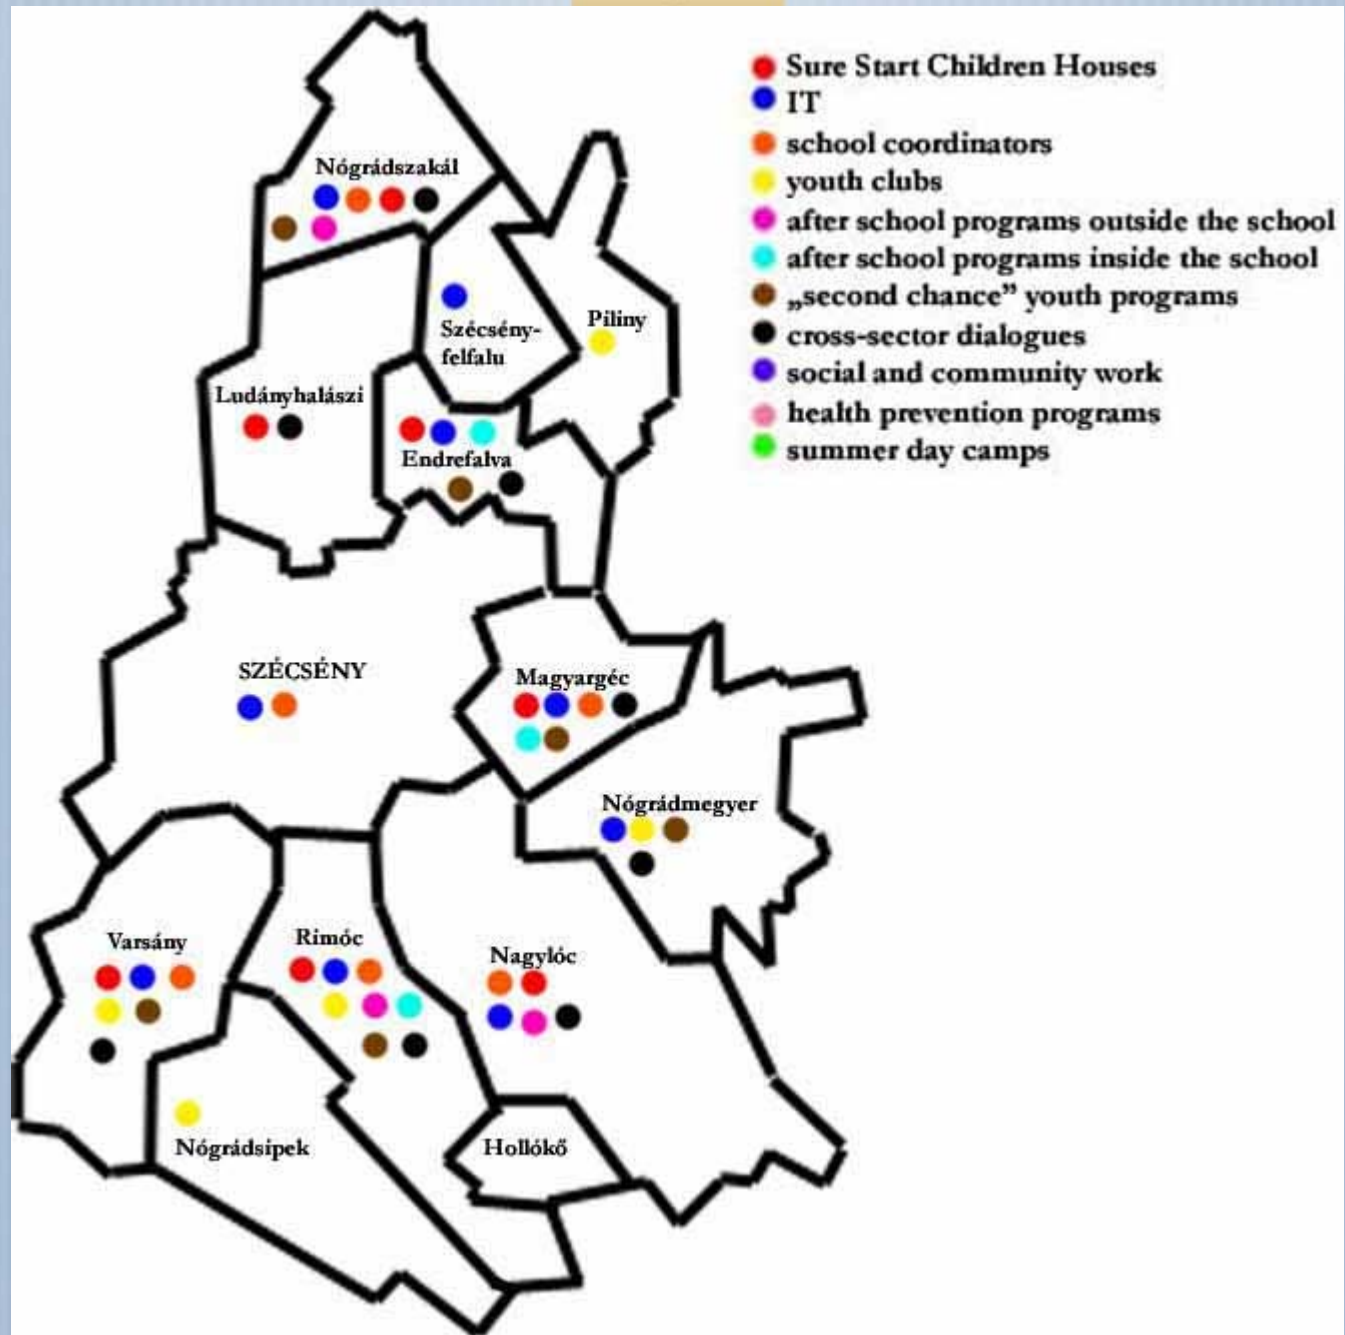 Sure Start Children Houses
IT
school coordinators
youth clubs
after school programs outside the school
after school programs inside the school
„second chance” youth programs
cross-sector dialogues
social and community work
health prevention programs
summer day camps
Nógrádszakál
Szécsény-
felfalu
Piliny
Ludányhalászi
Endrefalva
SZÉCSÉNY
Magyargéc
Nógrádmegyer
Varsány
Rimóc
Nagylóc
Nógrádsipek
Hollókő